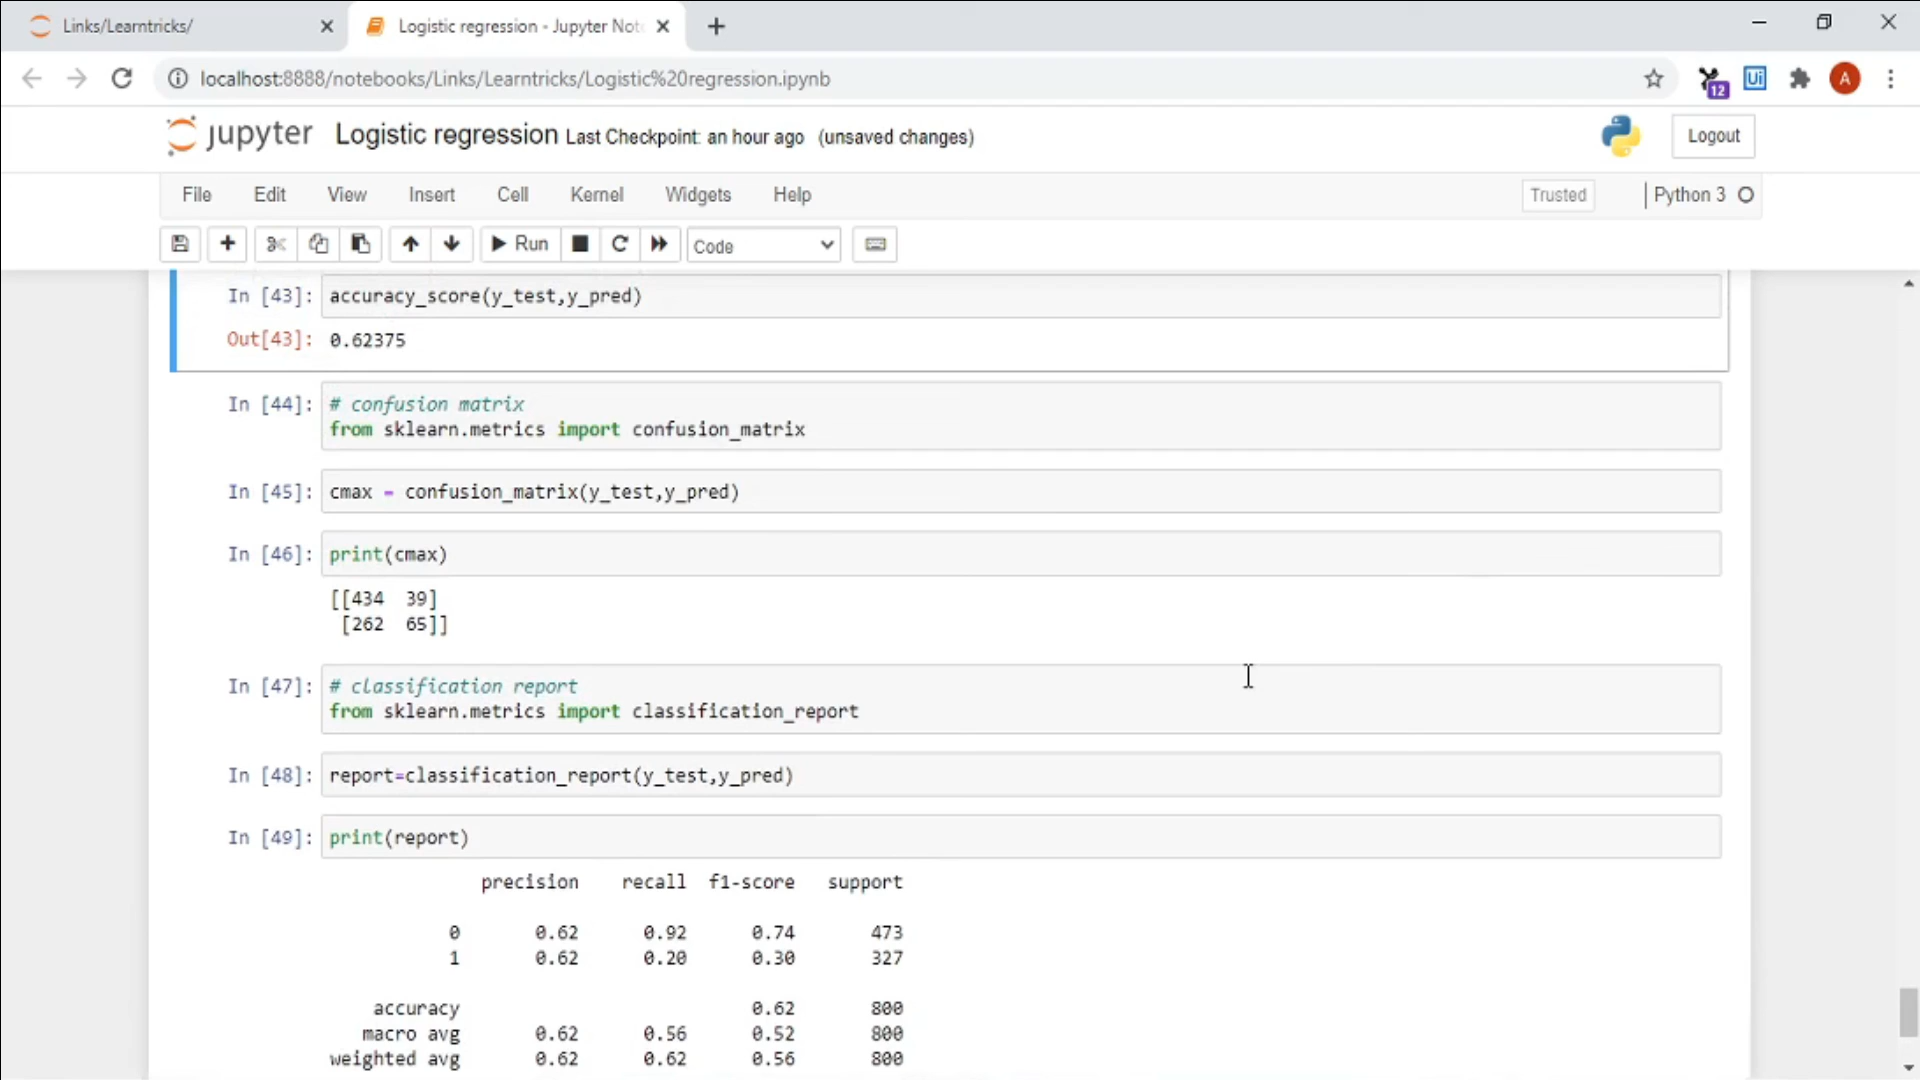 Links/Learntricks/
Logistic regression - Jupyter Not
localhost:8888/notebooks/Links/Learntricks/Logistic%20regression.ipynb
12
Ui
A
jupyter Logistic regression Last Checkpoint: an hour ago (unsaved changes)
Logout
File Edit View Insert Cell Kernel Widgets Help
Trusted
Python 3
Run
Code
In [43]: accuracy_score(y_test,y_pred)
Out[43]: 0.62375
In [44]: # confusion matrix
from sklearn.metrics import confusion_matrix
In [45]: cmax = confusion_matrix(y_test,y_pred)
In [46]: print(cmax)
[[434 39]
[262 65]]
In [47]: # classification report
from sklearn.metrics import classification_report
In [48]: report=classification_report(y_test,y_pred)
In [49]: print(report)
precision recall f1-score support
0 0.62 0.92 0.74 473
1 0.62 0.20 0.30 327
accuracy 0.62 800
macro avg 0.62 0.56 0.52 800
weighted avg 0.62 0.62 0.56 800